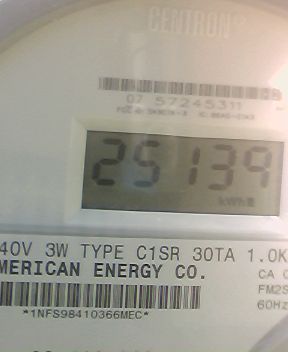 CENTRON®
07 57245311
25139
kWh
40V 3W TYPE C1SR 30TA 1.0K
MERICAN ENERGY CO.
CA 0
FM2S
60Hz
*1NFS98410366MEC*